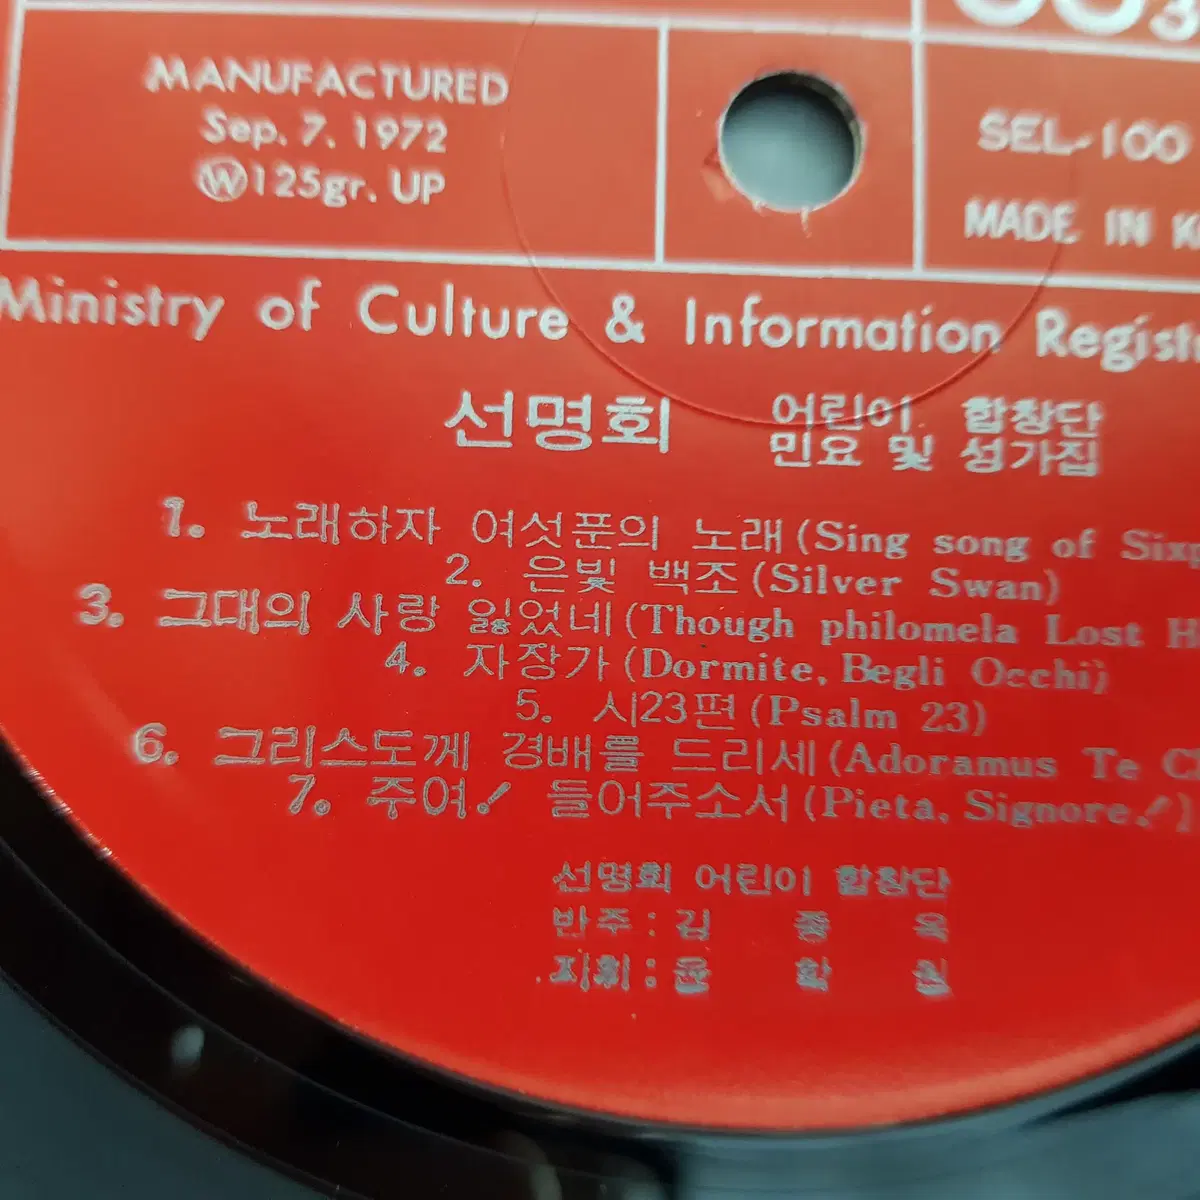 MANUFACTURED
Sep. 7. 1972
Ⓦ125gr. UP
SEL-100
MADE IN
Ministry of Culture & Information
선명회 어린이 합창단
민요 및 성가집
1. 노래하자 여섯푼의 노래(Sing song of
2. 은빛 백조(Silver Swan)
3. 그대의 사랑 잃었네(Though philomela Lost
4. 자장가(Dormite, Begli Occhi)
5. 시23편(Psalm 23)
6. 그리스도께 경배를 드리세(Adoramus Te
7. 주여! 들어주소서(Pieta, Signore!)
선명회 어린이 합창단
반주: 김 종 옥
지휘: 윤 학 원